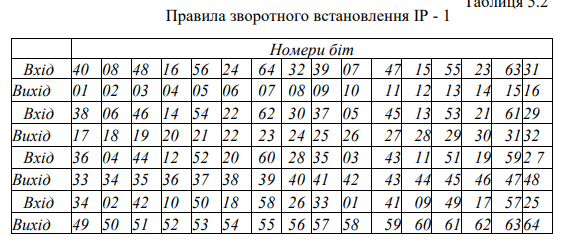 Таблиця 5.2
Правила зворотного встановлення IP - 1
Номери біт
Вхід 40 08 48 16 56 24 64 32 39 07 47 15 55 23 63 31
Вихід 01 02 03 04 05 06 07 08 09 10 11 12 13 14 15 16
Вхід 38 06 46 14 54 22 62 30 37 05 45 13 53 21 61 29
Вихід 17 18 19 20 21 22 23 24 25 26 27 28 29 30 31 32
Вхід 36 04 44 12 52 20 60 28 35 03 43 11 51 19 59 2 7
Вихід 33 34 35 36 37 38 39 40 41 42 43 44 45 46 47 48
Вхід 34 02 42 10 50 18 58 26 33 01 41 09 49 17 57 25
Вихід 49 50 51 52 53 54 55 56 57 58 59 60 61 62 63 64